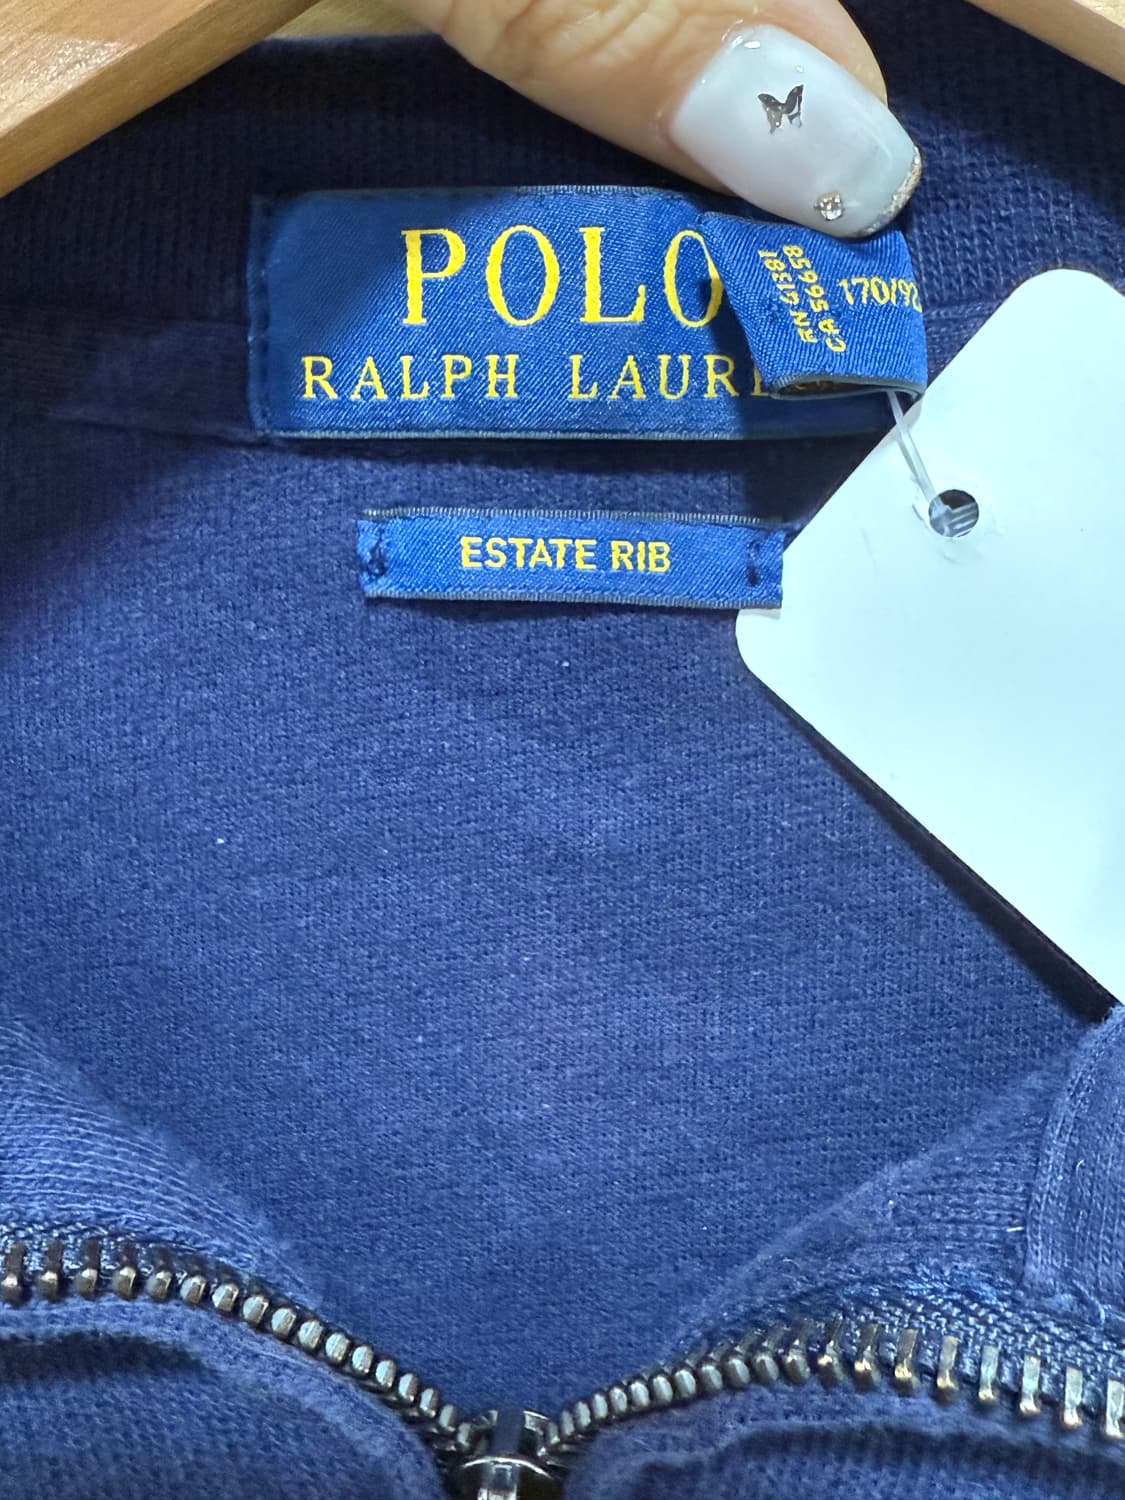 POLO
RALPH LAUR
170/92
RN 41381
CA 56658
ESTATE RIB